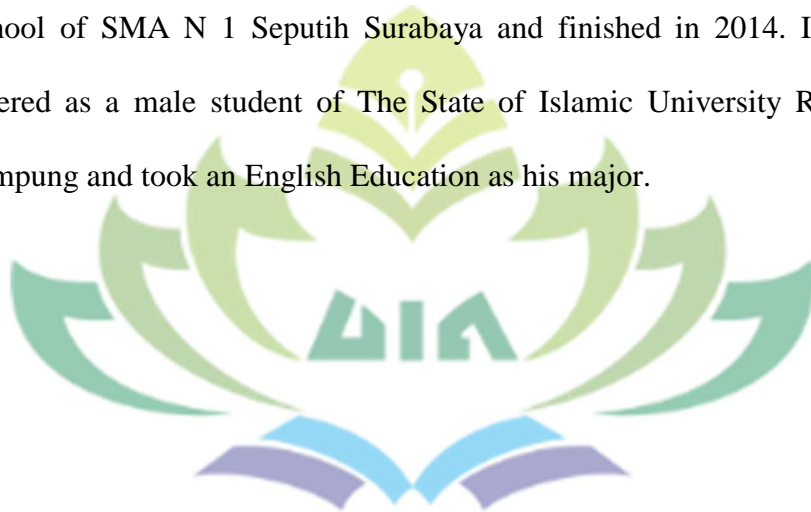 hool of SMA N 1 Seputih Surabaya and finished in 2014. I
ered as a male student of The State of Islamic University R
mpung and took an English Education as his major.
UIN